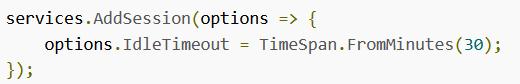 services.AddSession(options => {
    options.IdleTimeout = TimeSpan.FromMinutes(30);
});